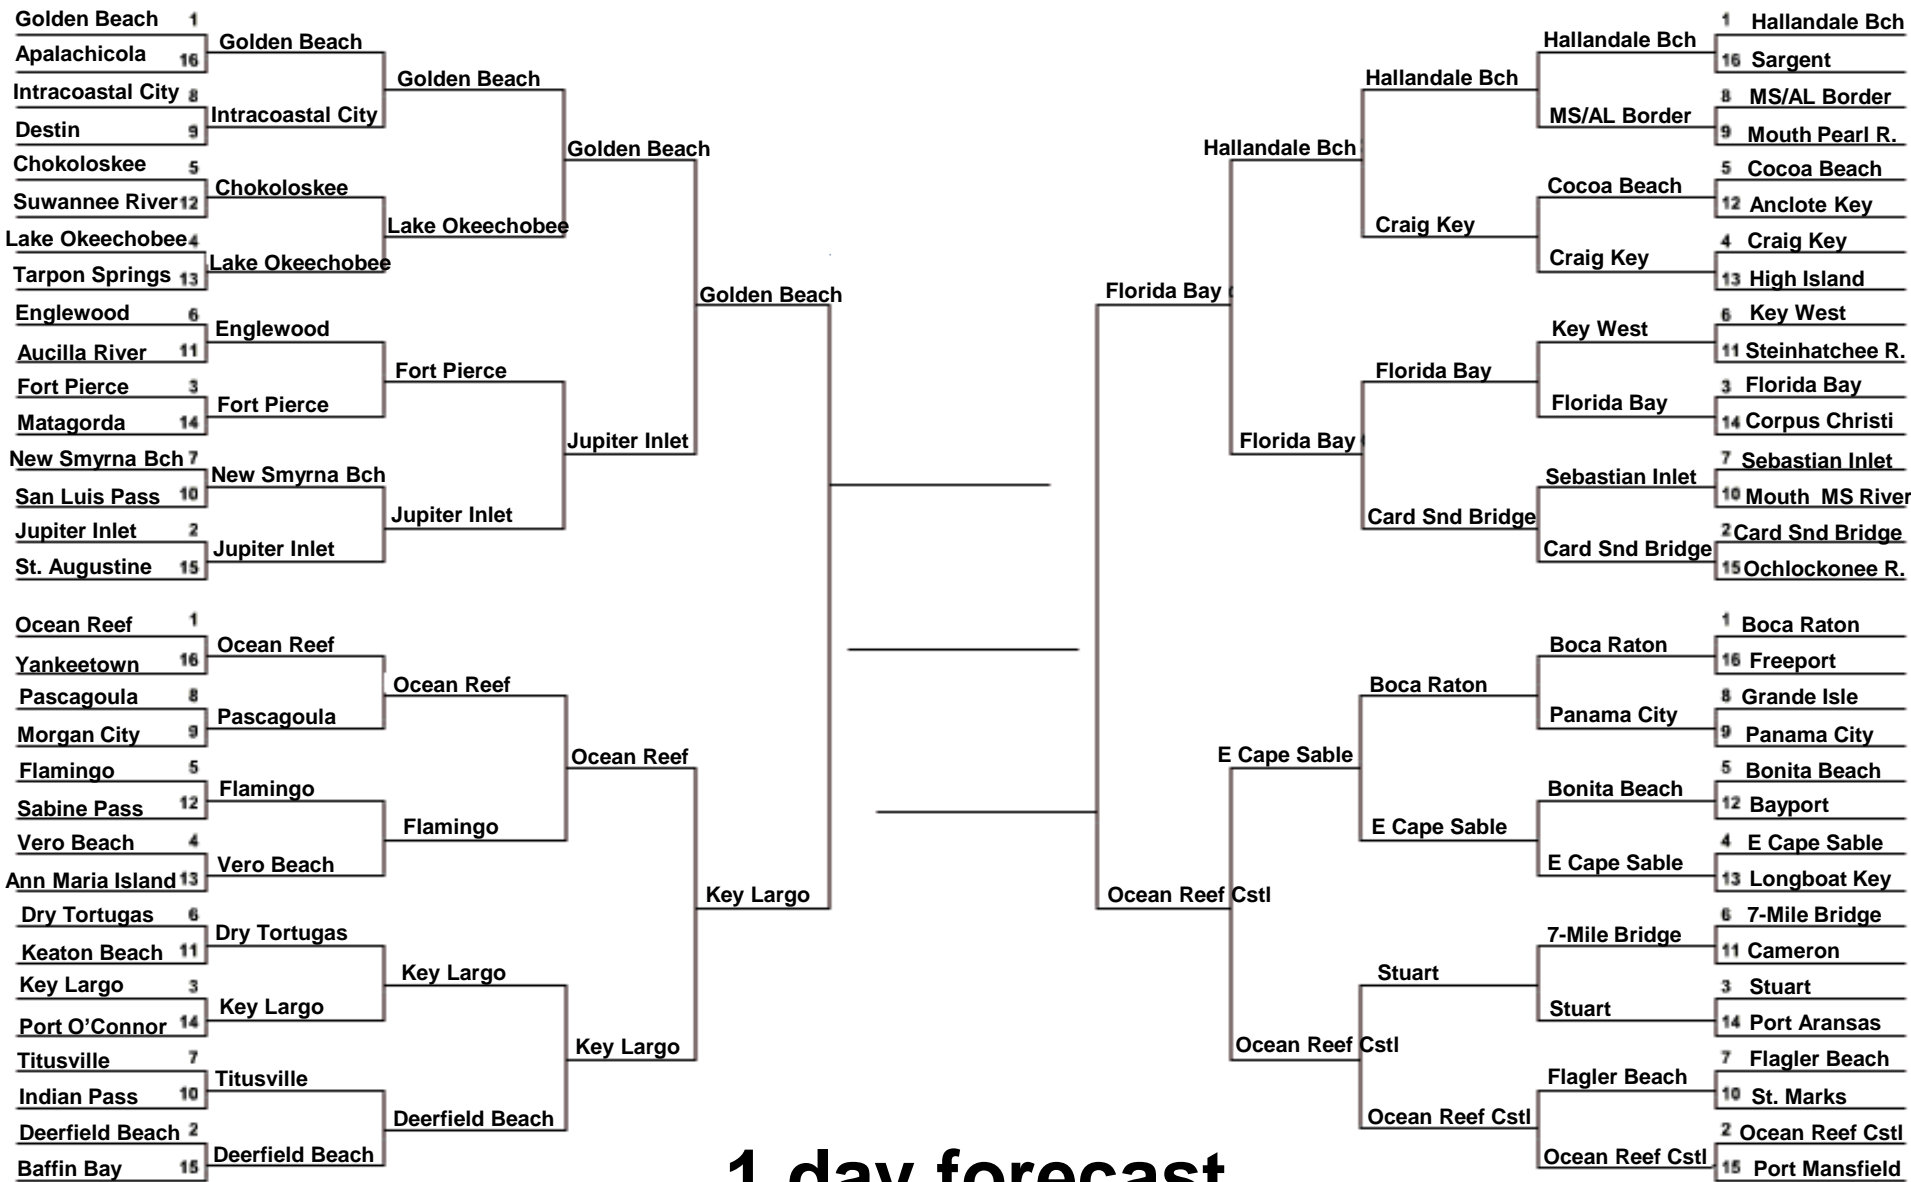 Golden Beach 1
Apalachicola 16
Intracoastal City 8
Destin 9
Chokoloskee 5
Suwannee River 12
Lake Okeechobee 4
Tarpon Springs 13
Englewood 6
Aucilla River 11
Fort Pierce 3
Matagorda 14
New Smyrna Bch 7
San Luis Pass 10
Jupiter Inlet 2
St. Augustine 15
Ocean Reef 1
Yankeetown 16
Pascagoula 8
Morgan City 9
Flamingo 5
Sabine Pass 12
Vero Beach 4
Ann Maria Island 13
Dry Tortugas 6
Keaton Beach 11
Key Largo 3
Port O'Connor 14
Titusville 7
Indian Pass 10
Deerfield Beach 2
Baffin Bay 15
Golden Beach
Intracoastal City
Chokoloskee
Lake Okeechobee
Englewood
Fort Pierce
New Smyrna Bch
Jupiter Inlet
Ocean Reef
Pascagoula
Flamingo
Vero Beach
Dry Tortugas
Key Largo
Titusville
Deerfield Beach
Golden Beach
Lake Okeechobee
Fort Pierce
Jupiter Inlet
Ocean Reef
Flamingo
Key Largo
Deerfield Beach
Golden Beach
Jupiter Inlet
Ocean Reef
Key Largo
Golden Beach
Key Largo
Florida Bay
Ocean Reef Cstl
Hallandale Bch
Florida Bay
E Cape Sable
Ocean Reef Cstl
Hallandale Bch
Craig Key
Florida Bay
Card Snd Bridge
Boca Raton
E Cape Sable
Stuart
Ocean Reef Cstl
Hallandale Bch
MS/AL Border
Cocoa Beach
Craig Key
Key West
Florida Bay
Sebastian Inlet
Card Snd Bridge
Boca Raton
Panama City
Bonita Beach
E Cape Sable
7-Mile Bridge
Stuart
Flagler Beach
Ocean Reef Cstl
1 Hallandale Bch
16 Sargent
8 MS/AL Border
9 Mouth Pearl R.
5 Cocoa Beach
12 Anclote Key
4 Craig Key
13 High Island
6 Key West
11 Steinhatchee R.
3 Florida Bay
14 Corpus Christi
7 Sebastian Inlet
10 Mouth MS River
2 Card Snd Bridge
15 Ochlockonee R.
1 Boca Raton
16 Freeport
8 Grande Isle
9 Panama City
5 Bonita Beach
12 Bayport
4 E Cape Sable
13 Longboat Key
6 7-Mile Bridge
11 Cameron
3 Stuart
14 Port Aransas
7 Flagler Beach
10 St. Marks
2 Ocean Reef Cstl
15 Port Mansfield
1 day forecast